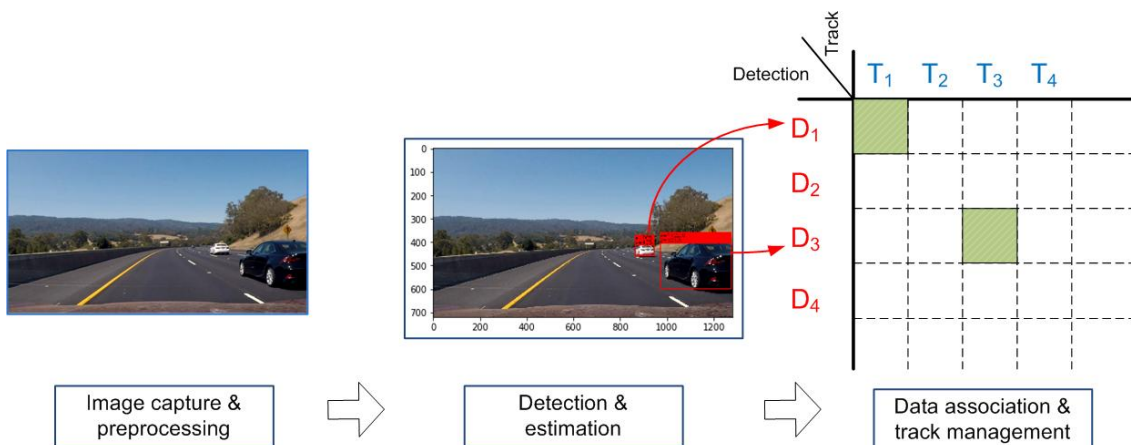 Track
Detection
T1 T2 T3 T4
D1
D2
D3
D4
0
100
200
300
400
500
600
700
0 200 400 600 800 1000 1200
Image capture &
preprocessing
Detection &
estimation
Data association &
track management